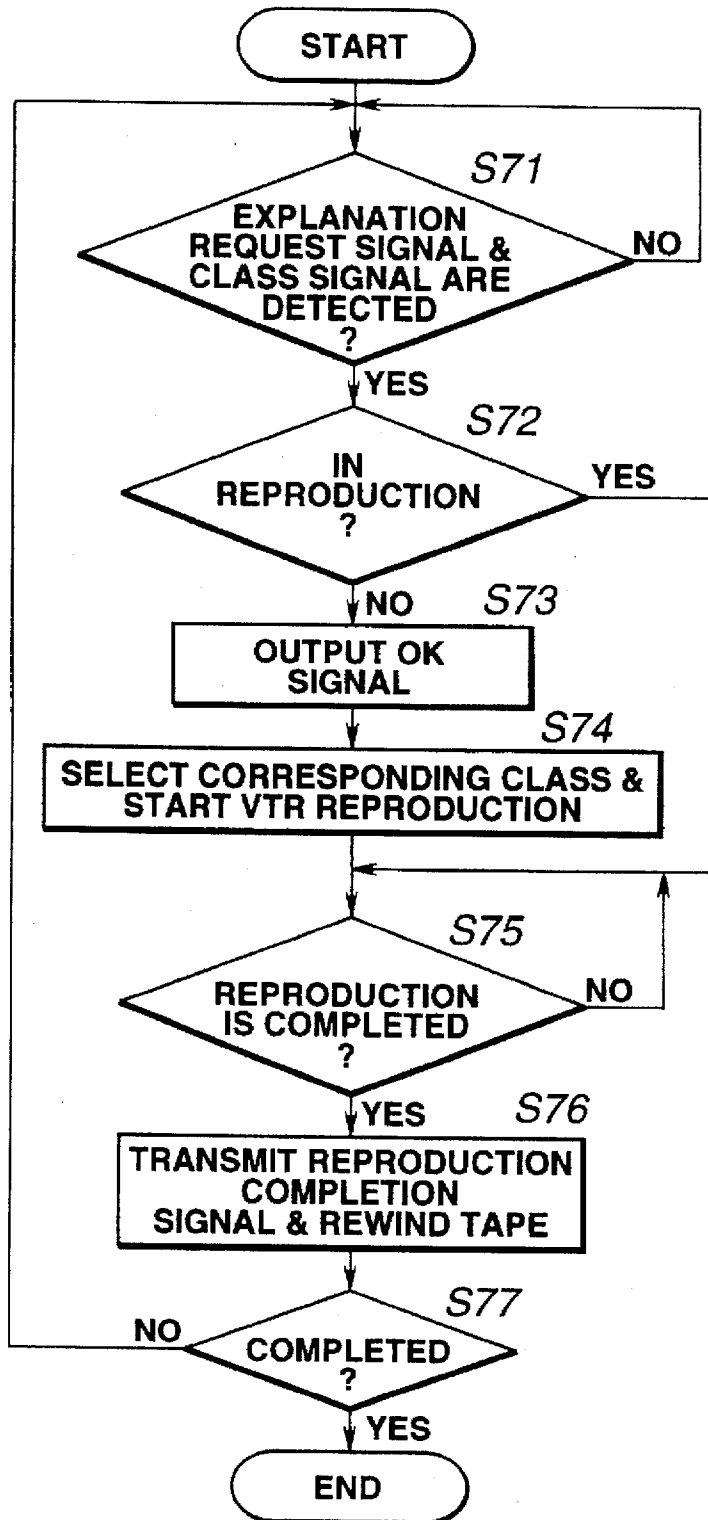 START
S71
EXPLANATION
REQUEST SIGNAL &
CLASS SIGNAL ARE
DETECTED
?
NO
YES
S72
IN
REPRODUCTION
?
YES
NO
S73
OUTPUT OK
SIGNAL
S74
SELECT CORRESPONDING CLASS &
START VTR REPRODUCTION
S75
REPRODUCTION
IS COMPLETED
?
NO
YES
S76
TRANSMIT REPRODUCTION
COMPLETION
SIGNAL & REWIND TAPE
S77
NO
COMPLETED
?
YES
END